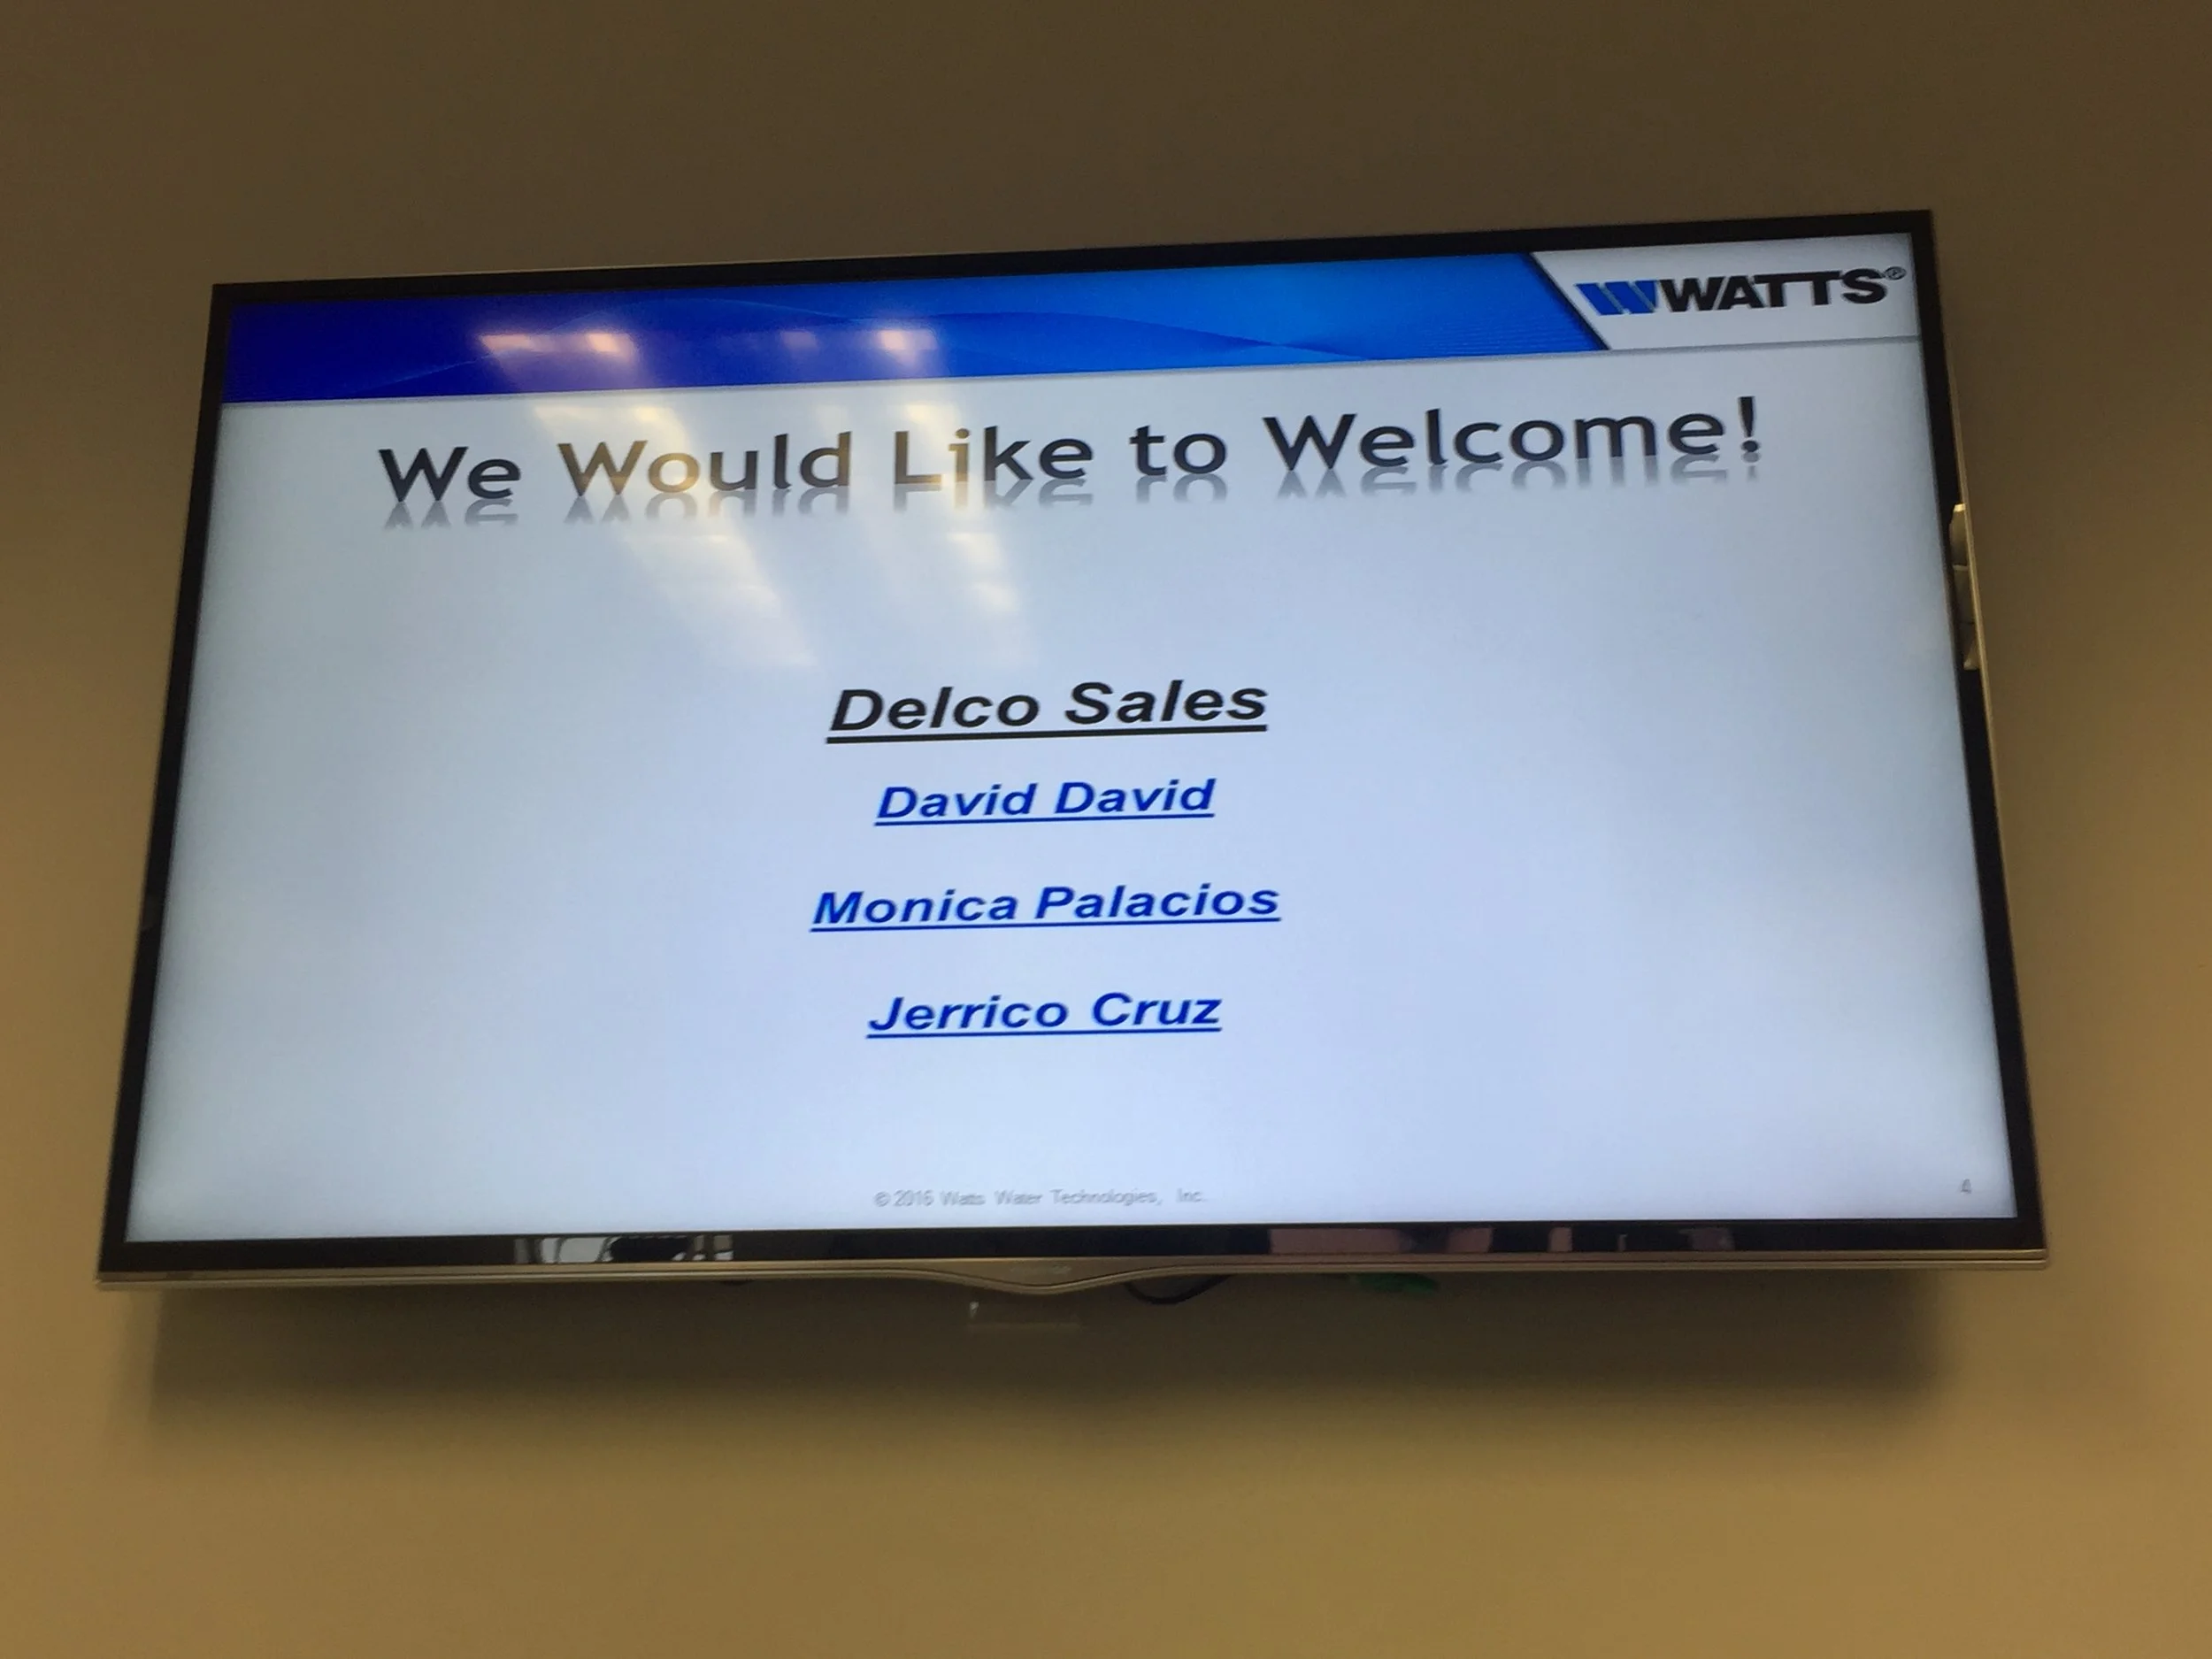 WATTS®
We Would Like to Welcome!
Delco Sales
David David
Monica Palacios
Jerrico Cruz
© 2016 Watts Water Technologies, Inc.
4